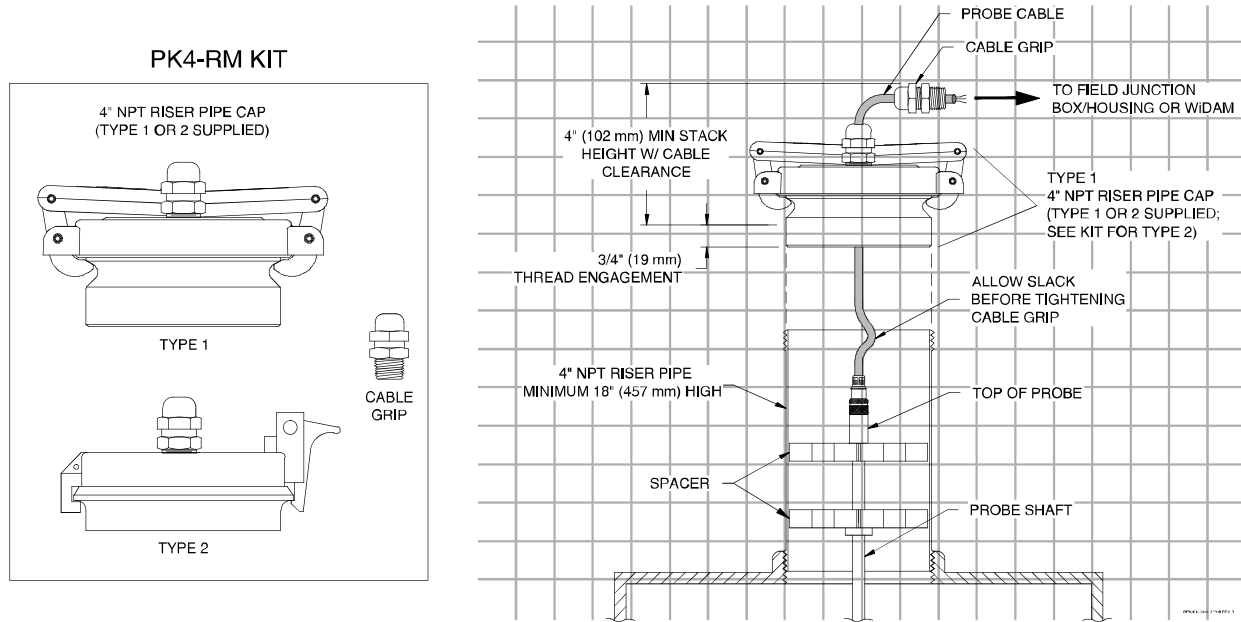 PK4-RM KIT
4" NPT RISER PIPE CAP
(TYPE 1 OR 2 SUPPLIED)
TYPE 1
CABLE
GRIP
TYPE 2
PROBE CABLE
CABLE GRIP
TO FIELD JUNCTION
BOX/HOUSING OR WiDAM
4" (102 mm) MIN STACK
HEIGHT W/ CABLE
CLEARANCE
TYPE 1
4" NPT RISER PIPE CAP
(TYPE 1 OR 2 SUPPLIED;
SEE KIT FOR TYPE 2)
3/4" (19 mm)
THREAD ENGAGEMENT
ALLOW SLACK
BEFORE TIGHTENING
CABLE GRIP
4" NPT RISER PIPE
MINIMUM 18" (457 mm) HIGH
TOP OF PROBE
SPACER
PROBE SHAFT